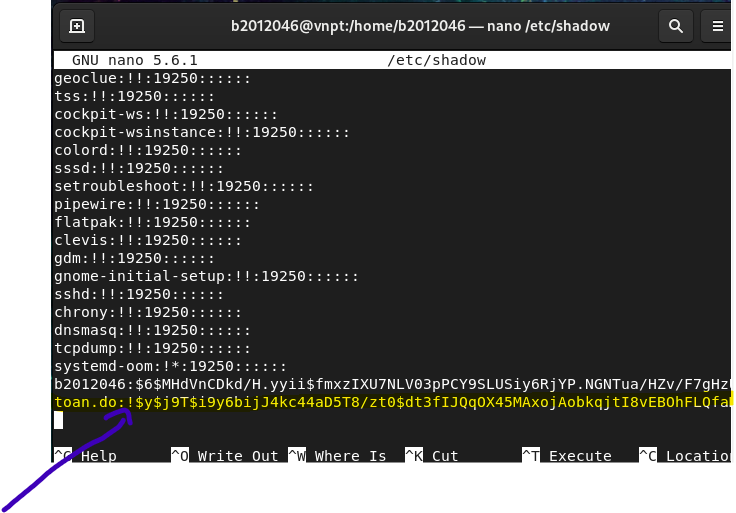 b2012046@vnpt:/home/b2012046 — nano /etc/shadow
GNU nano 5.6.1 /etc/shadow
geoclue:!!:19250::::::
tss:!!:19250::::::
cockpit-ws:!!:19250::::::
cockpit-wsinstance:!!:19250::::::
colord:!!:19250::::::
sssd:!!:19250::::::
setroubleshoot:!!:19250::::::
pipewire:!!:19250::::::
flatpak:!!:19250::::::
clevis:!!:19250::::::
gdm:!!:19250::::::
gnome-initial-setup:!!:19250::::::
sshd:!!:19250::::::
chrony:!!:19250::::::
dnsmasq:!!:19250::::::
tcpdump:!!:19250::::::
systemd-oom:!*:19250::::::
b2012046:$6$MHdVnCDkd/H.yyii$fmxzIXU7NLV03pPCY9SLUSiy6RjYP.NGNTua/HZv/F7gHz
toan.do:!$y$j9T$i9y6bijJ4kc44aD5T8/zt0$dt3fIJQqOX45MAxojAobkqjtI8vEBOhFLQfa
^G Help ^O Write Out ^W Where Is ^K Cut ^T Execute ^C Location